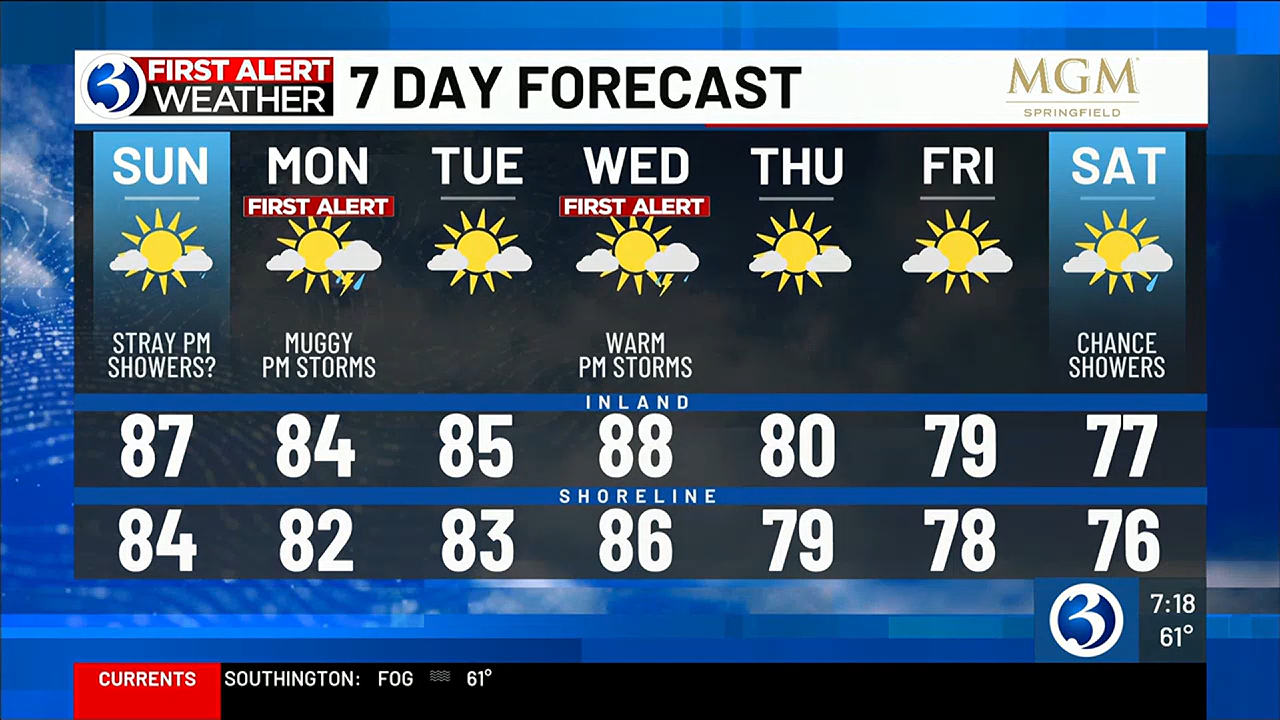 3 FIRST ALERT WEATHER
7 DAY FORECAST
MGM
SPRINGFIELD
SUN MON TUE WED THU FRI SAT
FIRST ALERT FIRST ALERT
STRAY PM SHOWERS?
MUGGY PM STORMS
WARM PM STORMS
CHANCE SHOWERS
INLAND
87 84 85 88 80 79 77
SHORELINE
84 82 83 86 79 78 76
3
7:18
61°
CURRENTS SOUTHINGTON: FOG 61°